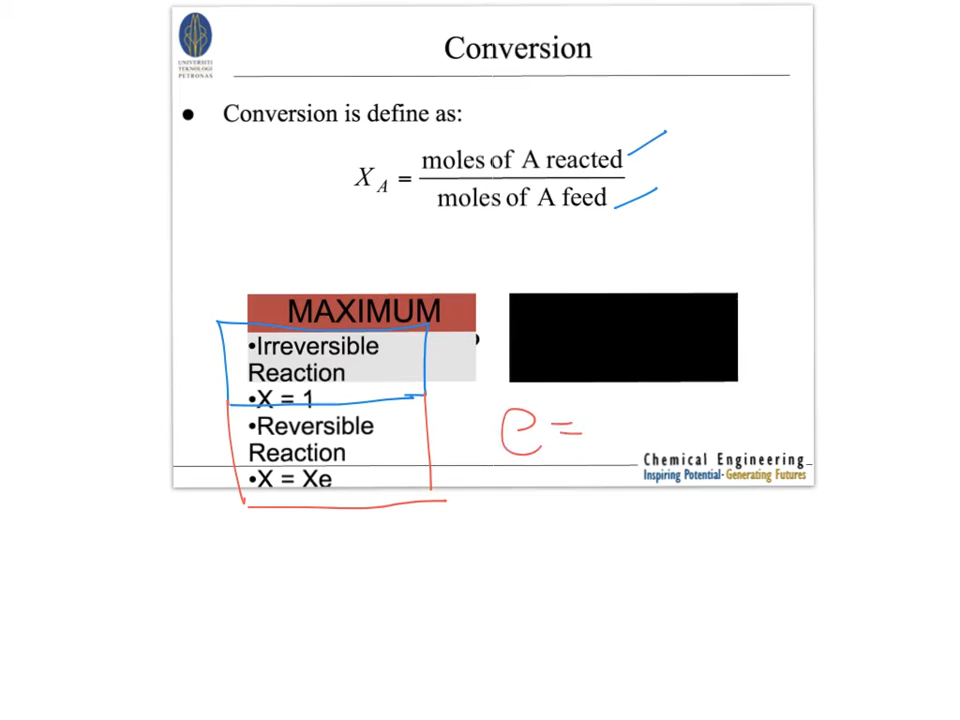 UNIVERSITI
TEKNOLOGI
PETRONAS
Conversion
● Conversion is define as:
X A = moles of A reacted
moles of A feed
MAXIMUM
•Irreversible
Reaction
•X = 1
•Reversible
Reaction
•X = Xe
e =
Chemical Engineering
Inspiring Potential · Generating Futures